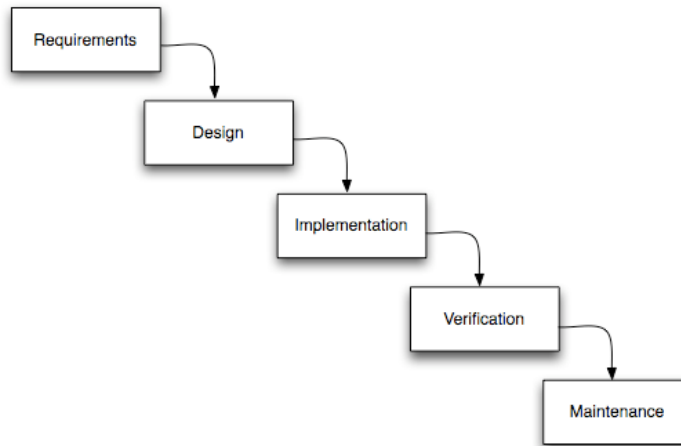 Requirements
Design
Implementation
Verification
Maintenance